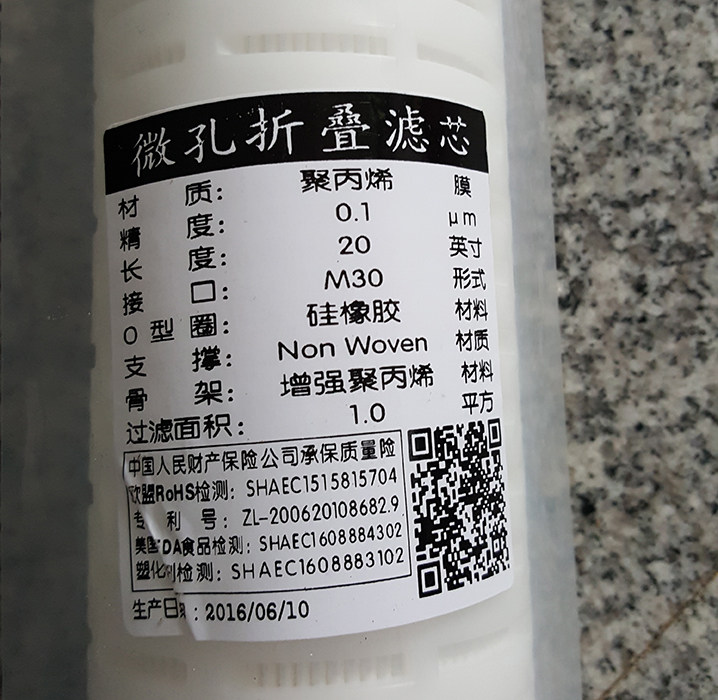 微孔折叠滤芯
材 质: 聚丙烯 膜
精 度: 0.1 μm
长 度: 20 英寸
接 口: M30 形式
O 型 圈: 硅橡胶 材料
支 撑: Non Woven 材质
骨 架: 增强聚丙烯 材料
过滤面积: 1.0 平方
中国人民财产保险公司承保质量险
欧盟RoHS检测: SHAEC1515815704
专 利 号: ZL-200620108682.9
美国FDA食品检测: SHAEC1608884302
塑化剂检测: SHAEC1608883102
生产日期: 2016/06/10